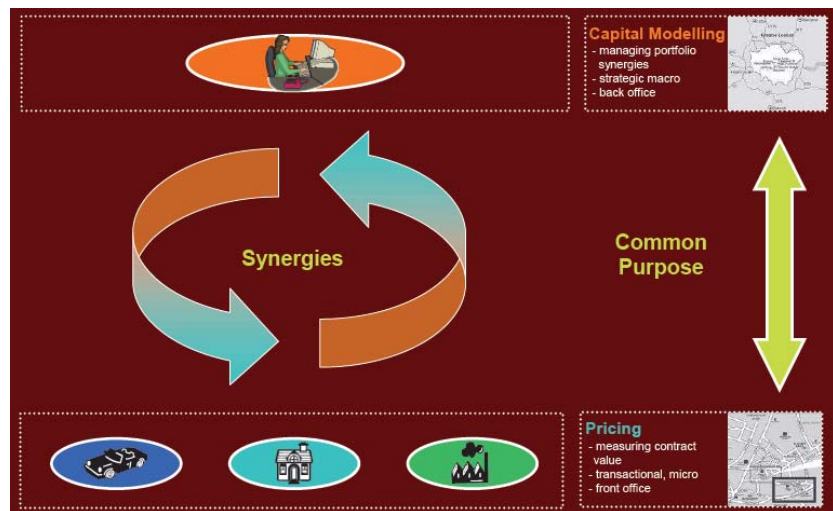 Capital Modelling
- managing portfolio
synergies
- strategic macro
- back office
Synergies
Common
Purpose
Pricing
- measuring contract
value
- transactional, micro
- front office